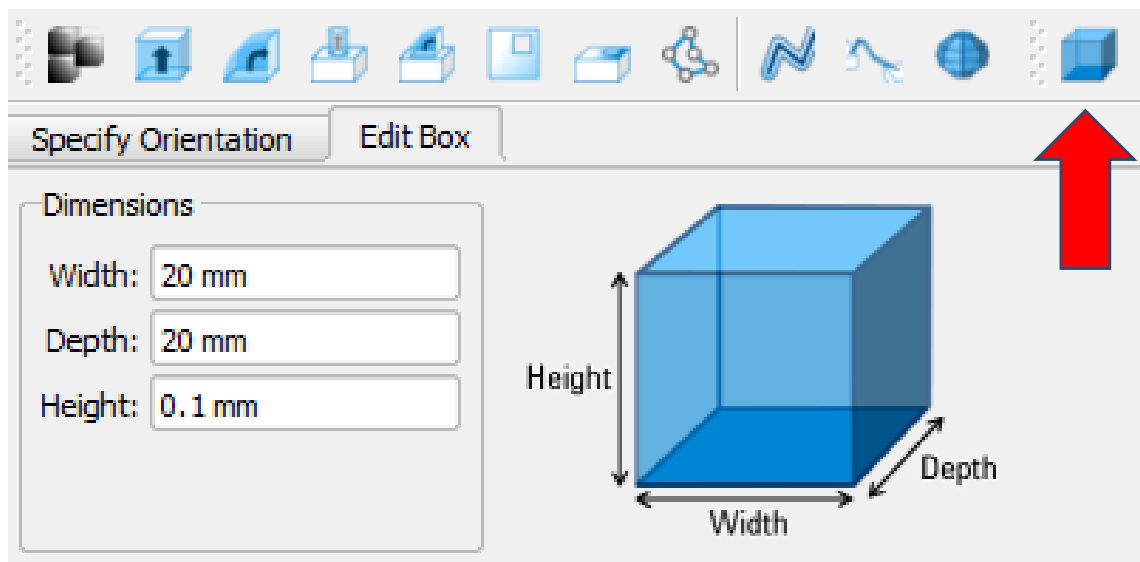 Specify Orientation
Edit Box
Dimensions
Width: 20 mm
Depth: 20 mm
Height: 0.1 mm
Height
Depth
Width